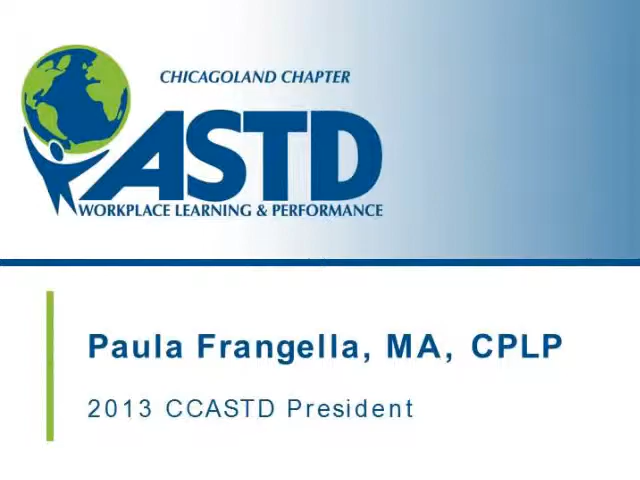 CHICAGOLAND CHAPTER
ASTD
WORKPLACE LEARNING & PERFORMANCE
Paula Frangella, MA, CPLP
2013 CCASTD President